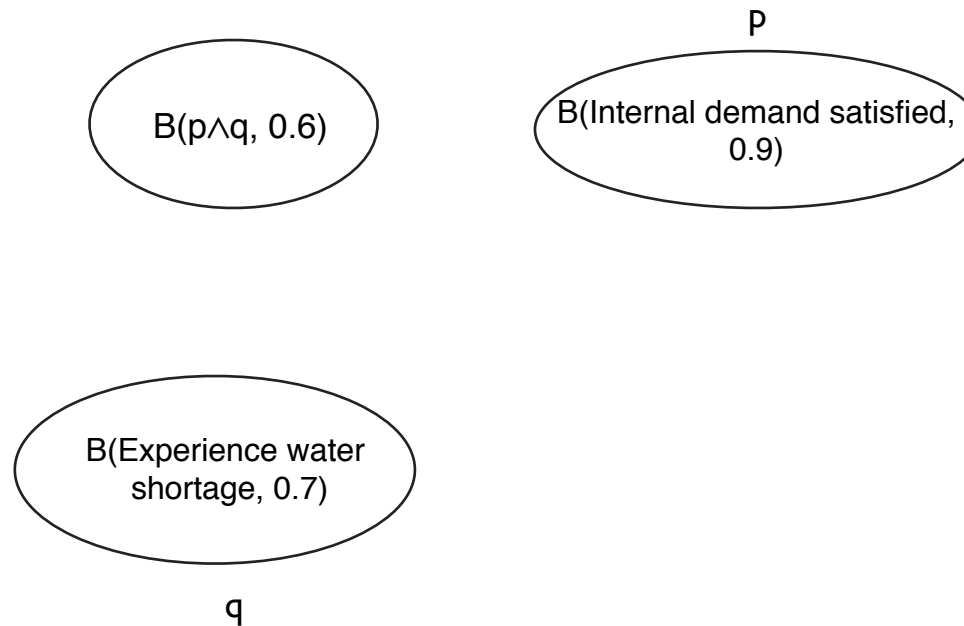 p
B(p∧q, 0.6)
B(Internal demand satisfied,
0.9)
B(Experience water
shortage, 0.7)
q